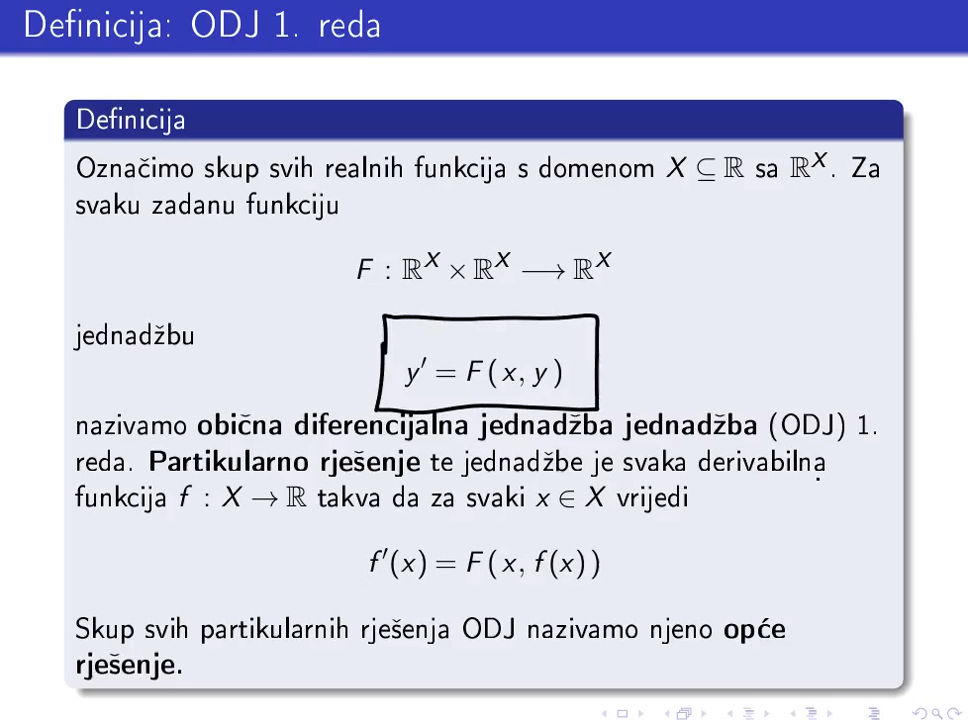 Definicija: ODJ 1. reda
Definicija
Označimo skup svih realnih funkcija s domenom X ⊆ ℝ sa ℝ^X. Za
svaku zadanu funkciju
F : ℝ^X × ℝ^X ⟶ ℝ^X
jednadžbu
y′ = F ( x, y )
nazivamo obična diferencijalna jednadžba jednadžba (ODJ) 1.
reda. Partikularno rješenje te jednadžbe je svaka derivabilna
funkcija f : X → ℝ takva da za svaki x ∈ X vrijedi
f′(x) = F ( x, f(x) )
Skup svih partikularnih rješenja ODJ nazivamo njeno opće
rješenje.